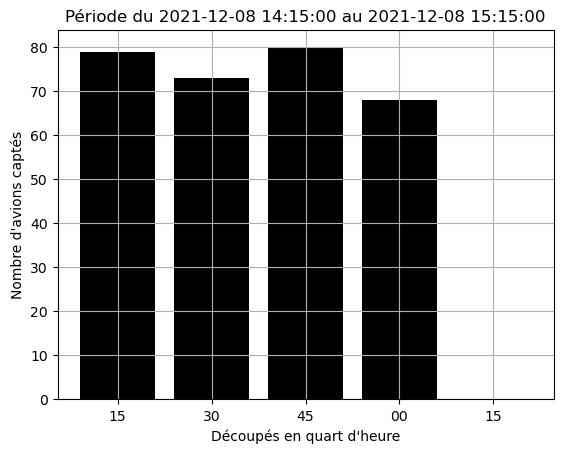 Période du 2021-12-08 14:15:00 au 2021-12-08 15:15:00
Nombre d'avions captés
80
70
60
50
40
30
20
10
0
15 30 45 00 15
Découpés en quart d'heure